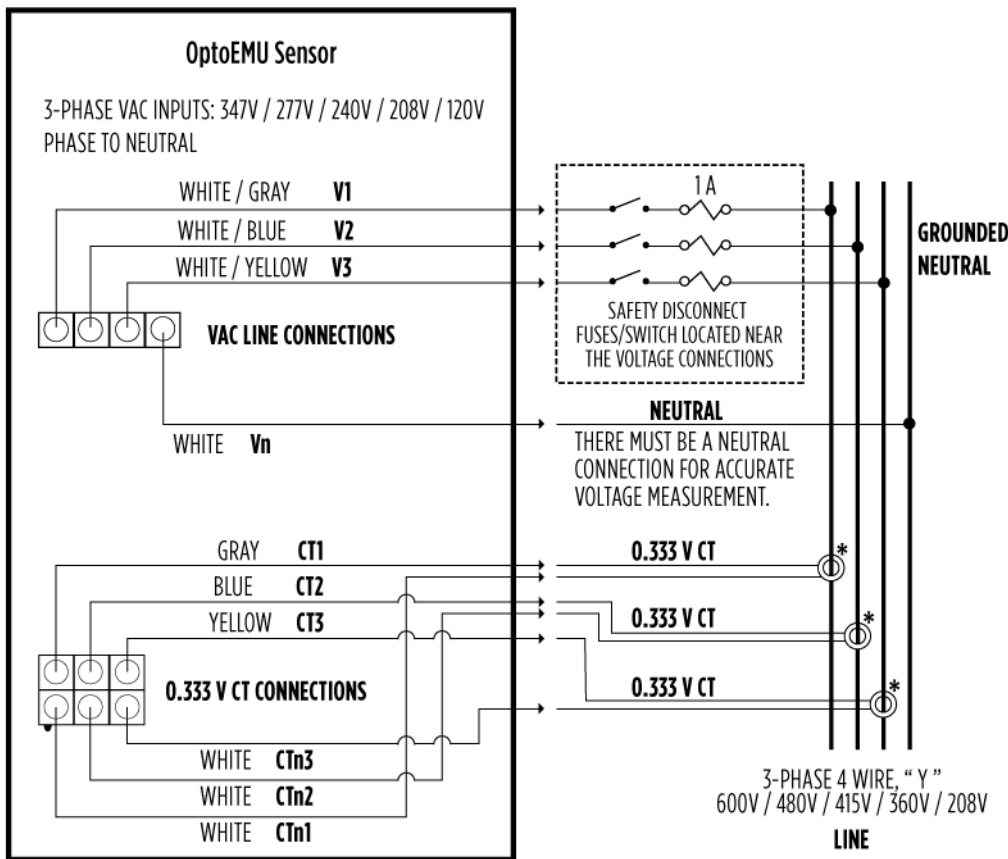 OptoEMU Sensor
3-PHASE VAC INPUTS: 347V / 277V / 240V / 208V / 120V
PHASE TO NEUTRAL
WHITE / GRAY V1
WHITE / BLUE V2
WHITE / YELLOW V3
VAC LINE CONNECTIONS
WHITE Vn
1 A
SAFETY DISCONNECT
FUSES/SWITCH LOCATED NEAR
THE VOLTAGE CONNECTIONS
GROUNDED
NEUTRAL
NEUTRAL
THERE MUST BE A NEUTRAL
CONNECTION FOR ACCURATE
VOLTAGE MEASUREMENT.
GRAY CT1
BLUE CT2
YELLOW CT3
0.333 V CT CONNECTIONS
WHITE CTn3
WHITE CTn2
WHITE CTn1
0.333 V CT
*
0.333 V CT
*
0.333 V CT
*
3-PHASE 4 WIRE, “ Y ”
600V / 480V / 415V / 360V / 208V
LINE